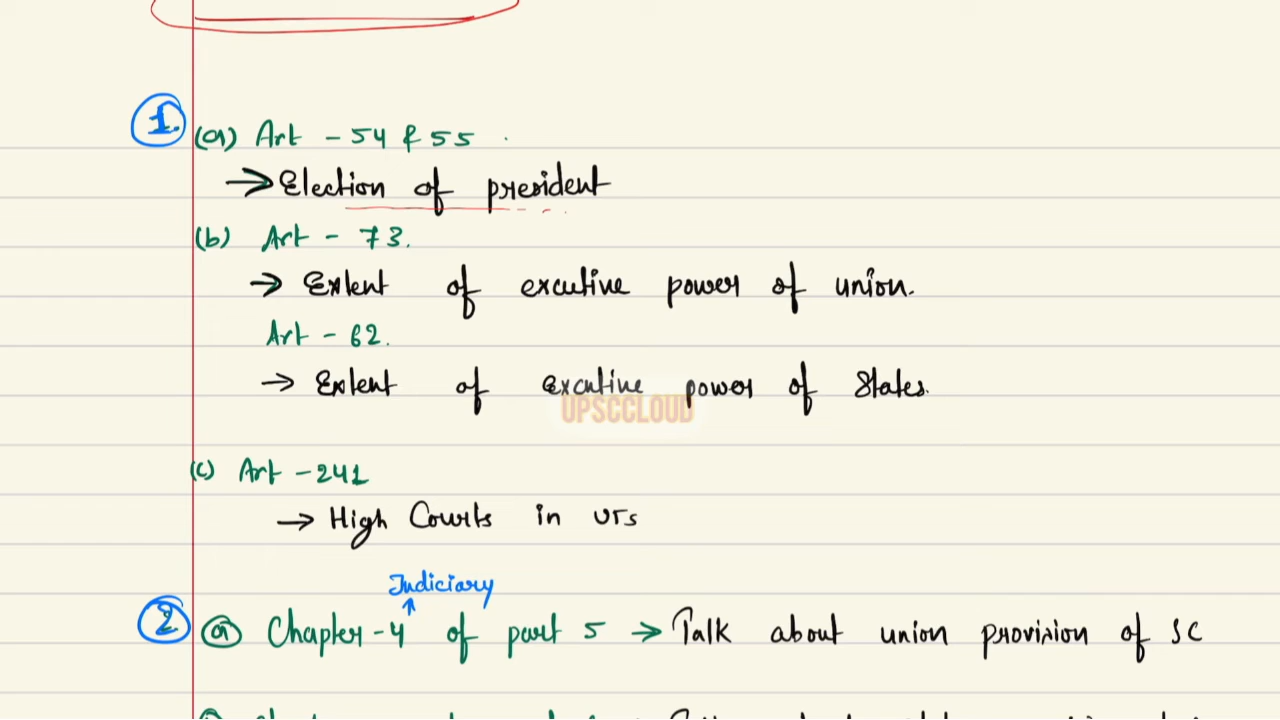 1.
(a) Art - 54 & 55.
→ Election of president
(b) Art - 73.
→ Extent of excutive power of union.
Art - 62.
→ Extent of excutive power of States.
UPSCCLOUD
(c) Art - 241
→ High Courts in UTs
Judiciary
↑
2 (a) Chapter - 4 of part 5 → Talk about union provision of SC